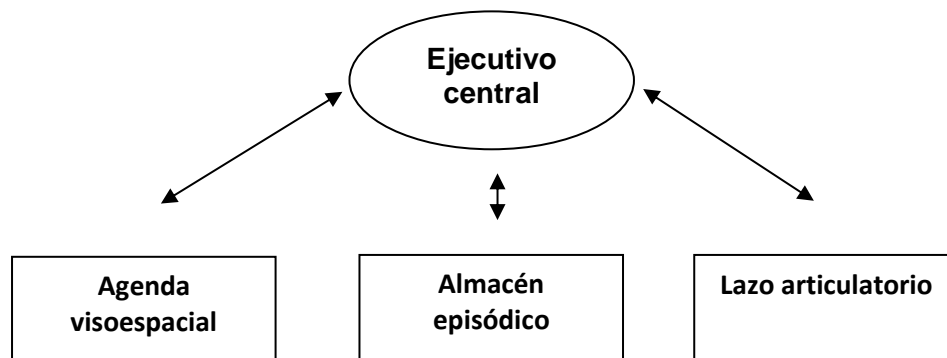 Ejecutivo
central
Agenda
visoespacial
Almacén
episódico
Lazo articulatorio